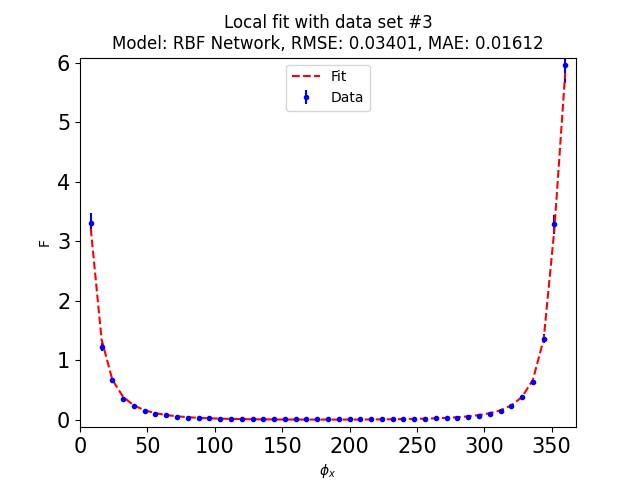 Local fit with data set #3
Model: RBF Network, RMSE: 0.03401, MAE: 0.01612
Fit
Data
F
6
5
4
3
2
1
0
0 50 100 150 200 250 300 350
ϕₓ